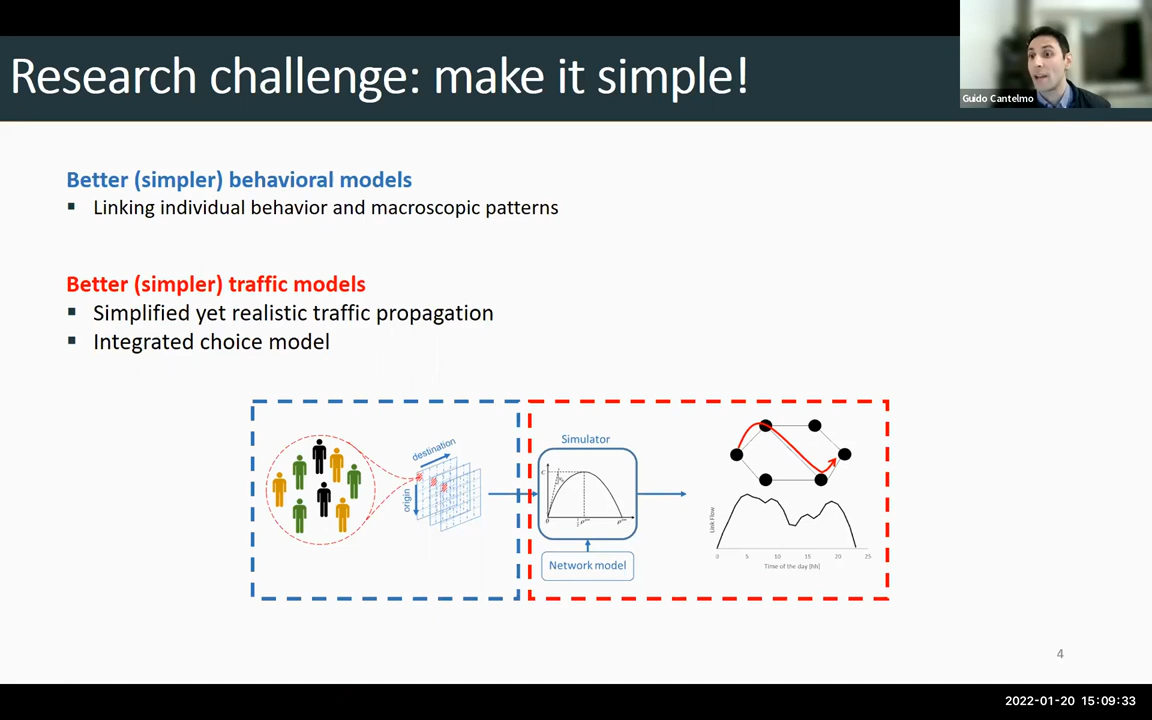 Research challenge: make it simple!
Guido Cantelmo
Better (simpler) behavioral models
▪ Linking individual behavior and macroscopic patterns
Better (simpler) traffic models
▪ Simplified yet realistic traffic propagation
▪ Integrated choice model
destination
origin
Simulator
C
0
Network model
Link Flow
0 5 10 15 20 25
Time of the day [hh]
4
2022-01-20 15:09:33